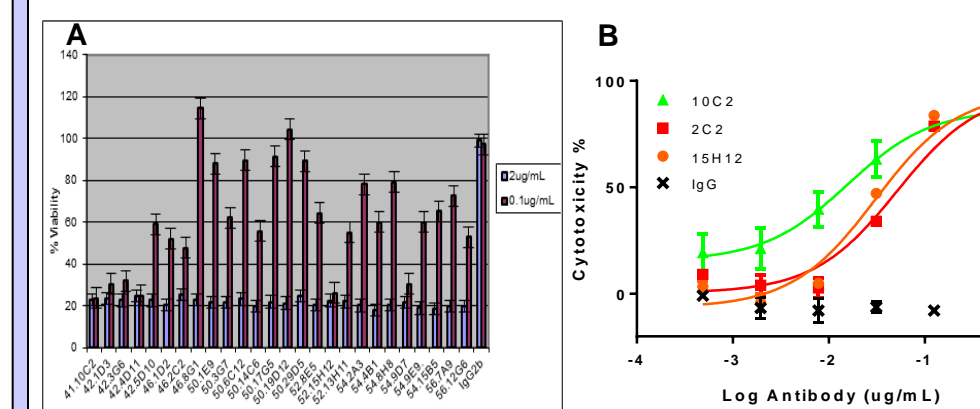 A
B
140
120
100
80
60
40
20
0
% Viability
2ug/mL
0.1ug/mL
41.10C2
42.1D3
42.3G6
42.4D11
42.5D10
46.1D2
46.2C2
46.8G1
50.1E9
50.3G7
50.6C12
50.14C6
50.17G5
50.19D12
50.29D5
52.8E5
52.15H12
52.13H11
54.2A3
54.4B1
54.8H8
54.9D7
54.9E9
54.15B5
56.7A9
56.12G6
IgG2b
100
50
0
Cytotoxicity %
10C2
2C2
15H12
IgG
-4
-3
-2
-1
Log Antibody (ug/mL)